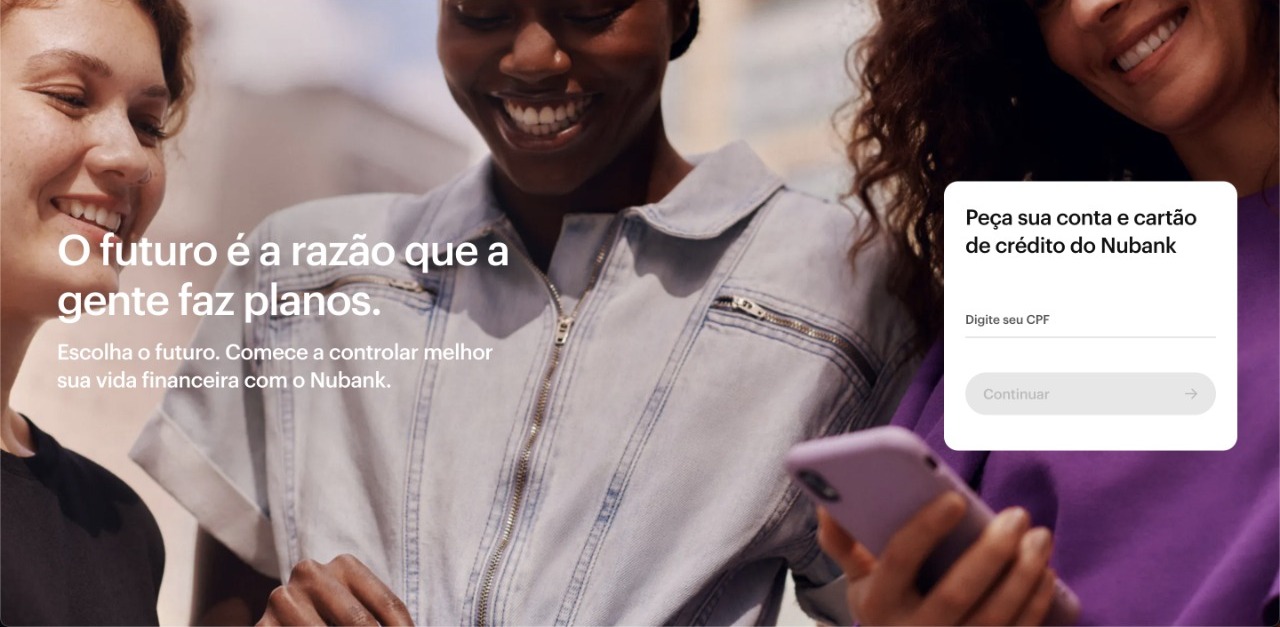 O futuro é a razão que a
gente faz planos.
Escolha o futuro. Comece a controlar melhor
sua vida financeira com o Nubank.
Peça sua conta e cartão
de crédito do Nubank
Digite seu CPF
Continuar